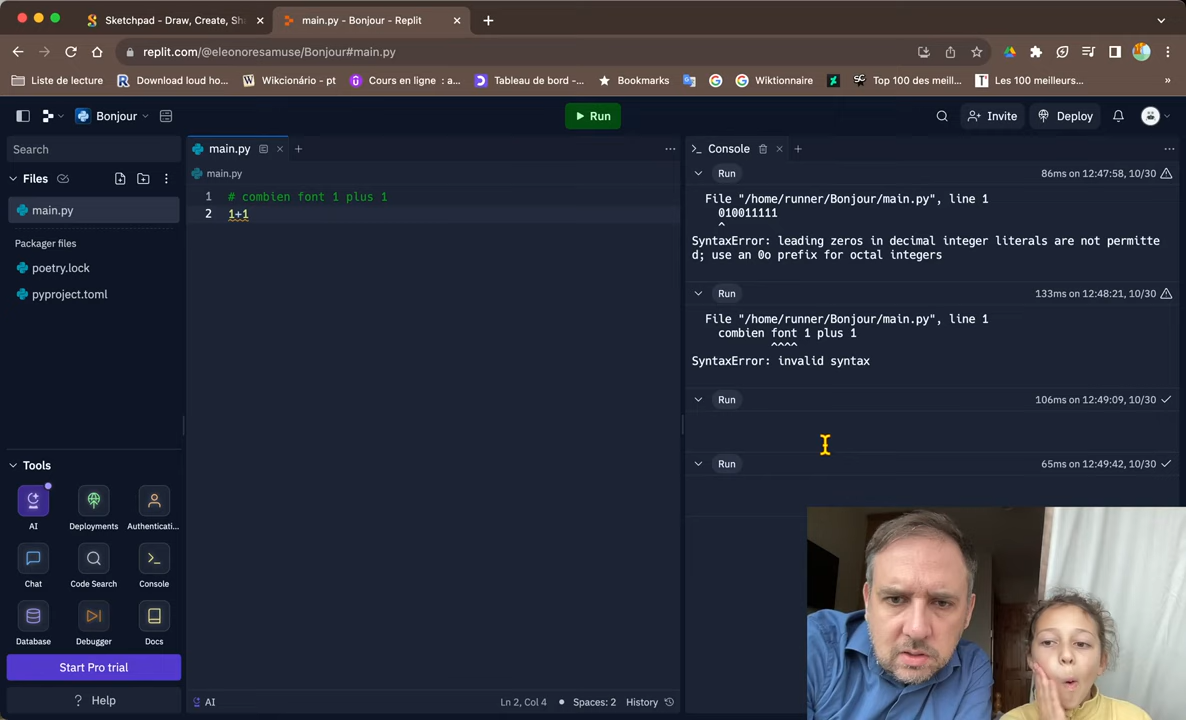 Sketchpad - Draw, Create, Sh
main.py - Bonjour - Replit
replit.com/@eleonoresamuse/Bonjour#main.py
Liste de lecture
Download loud ho...
Wikcionário - pt
Cours en ligne : a...
Tableau de bord -...
Bookmarks
Wiktionaire
Top 100 des meill...
Les 100 meilleurs...
»
Bonjour
Run
Invite
Deploy
Search
main.py
Console
Files
main.py
main.py
Packager files
poetry.lock
pyproject.toml
1 # combien font 1 plus 1
2 1+1
Run 86ms on 12:47:58, 10/30
File "/home/runner/Bonjour/main.py", line 1
010011111
^
SyntaxError: leading zeros in decimal integer literals are not permitte
d; use an 0o prefix for octal integers
Run 133ms on 12:48:21, 10/30
File "/home/runner/Bonjour/main.py", line 1
combien font 1 plus 1
^^^^
SyntaxError: invalid syntax
Run 106ms on 12:49:09, 10/30
Run 65ms on 12:49:42, 10/30
Tools
AI
Deployments
Authenticati...
Chat
Code Search
Console
Database
Debugger
Docs
Start Pro trial
? Help
AI
Ln 2, Col 4
Spaces: 2
History